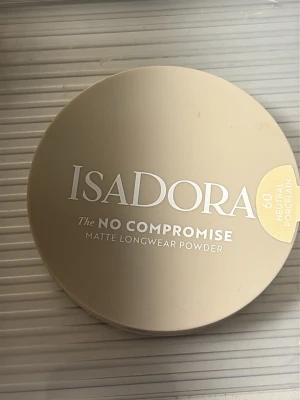 ISADORA
The NO COMPROMISE
MATTE LONGWEAR POWDER
60
NEUTRAL
PORCELAIN